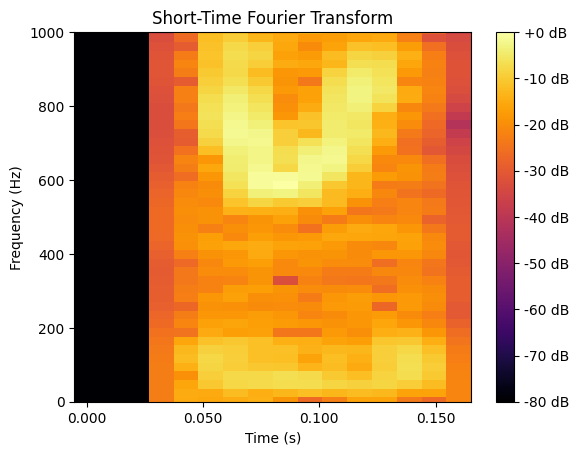 Short-Time Fourier Transform
Frequency (Hz)
1000
800
600
400
200
0
0.000
0.050
0.100
0.150
Time (s)
+0 dB
-10 dB
-20 dB
-30 dB
-40 dB
-50 dB
-60 dB
-70 dB
-80 dB